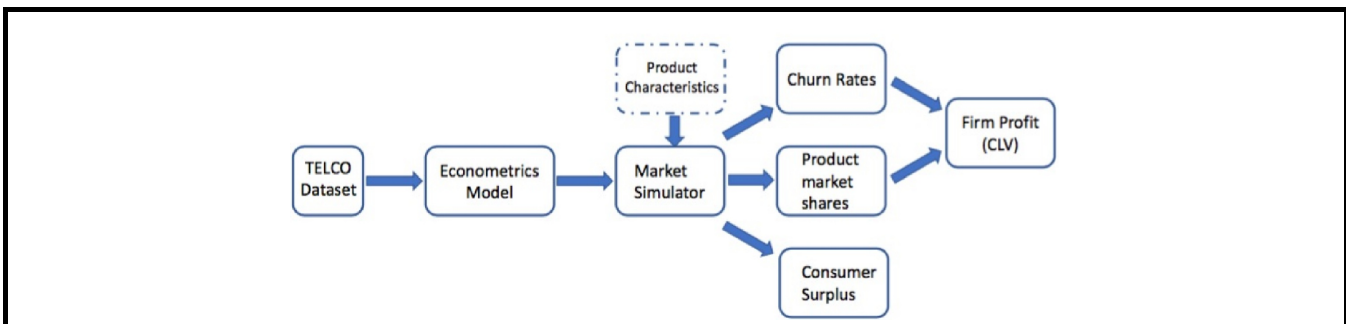 Product
Characteristics
Churn Rates
Firm Profit
(CLV)
TELCO
Dataset
Econometrics
Model
Market
Simulator
Product
market
shares
Consumer
Surplus